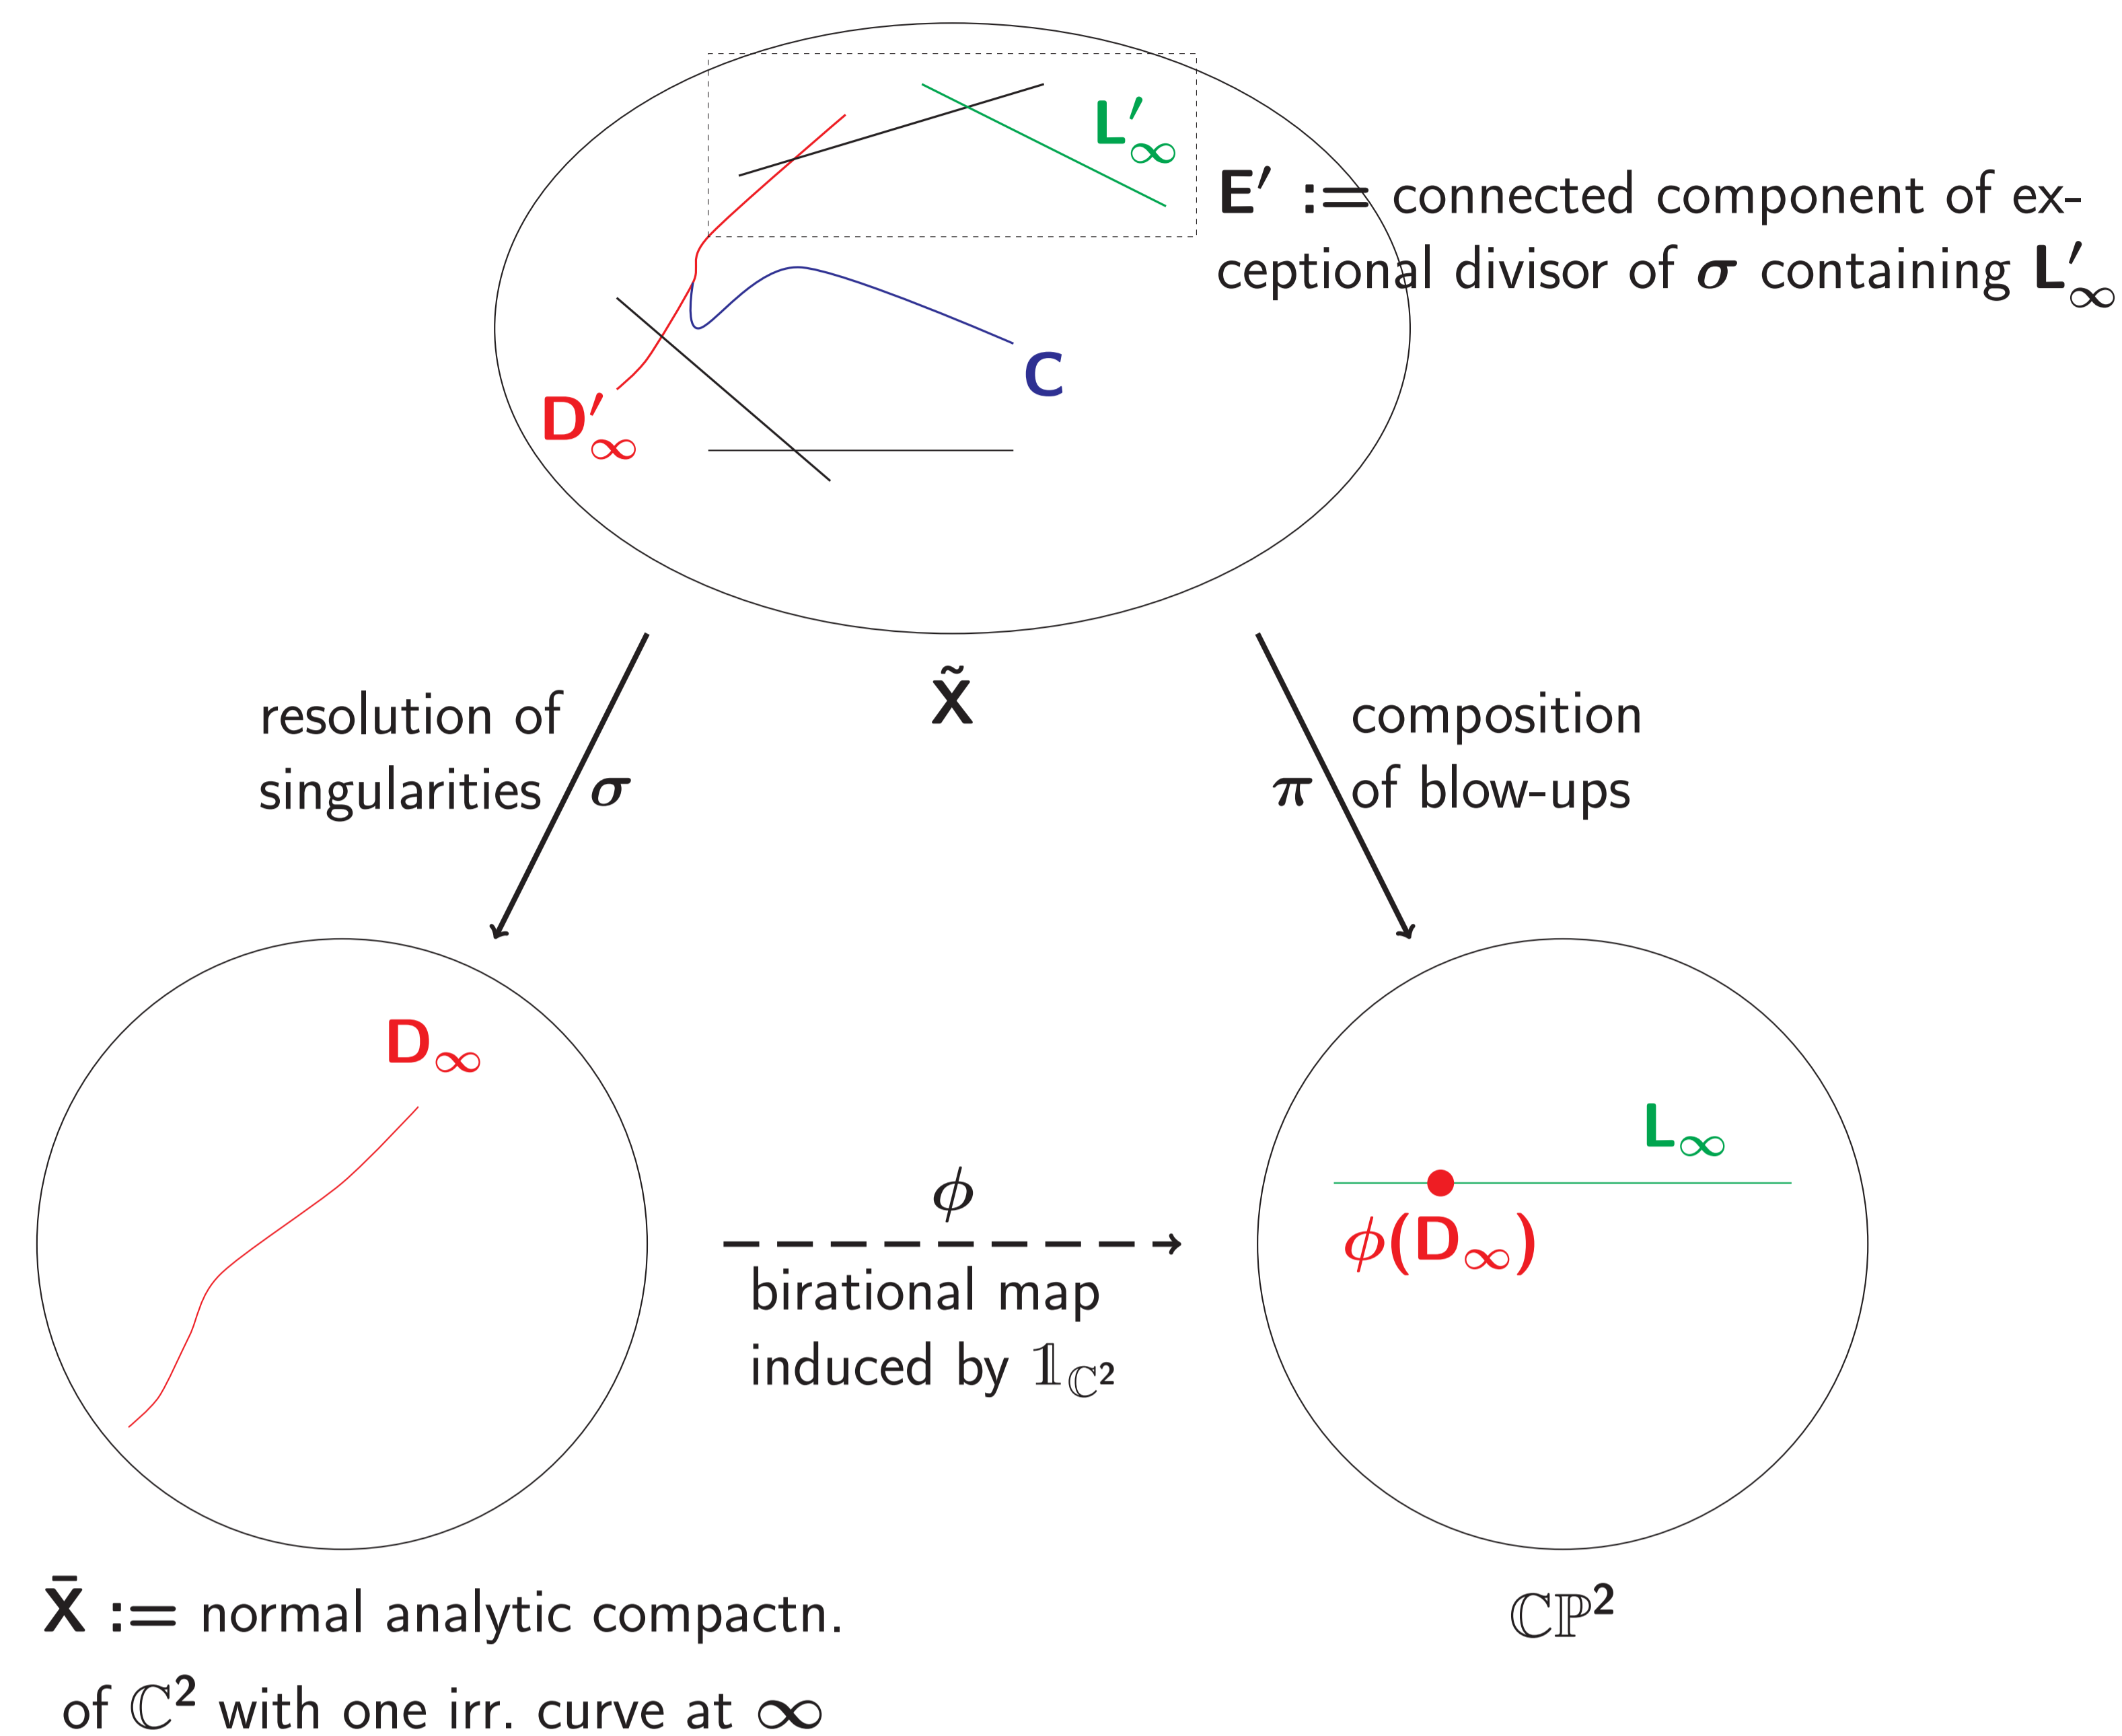 L′∞
E′ := connected component of ex-
ceptional divisor of σ containing L′∞
C
D′∞
X̃
resolution of
singularities
σ
π
composition
of blow-ups
D∞
L∞
ϕ(D∞)
ϕ
birational map
induced by 𝟙ℂ²
X̄ := normal analytic compactn.
of ℂ² with one irr. curve at ∞
ℂℙ²